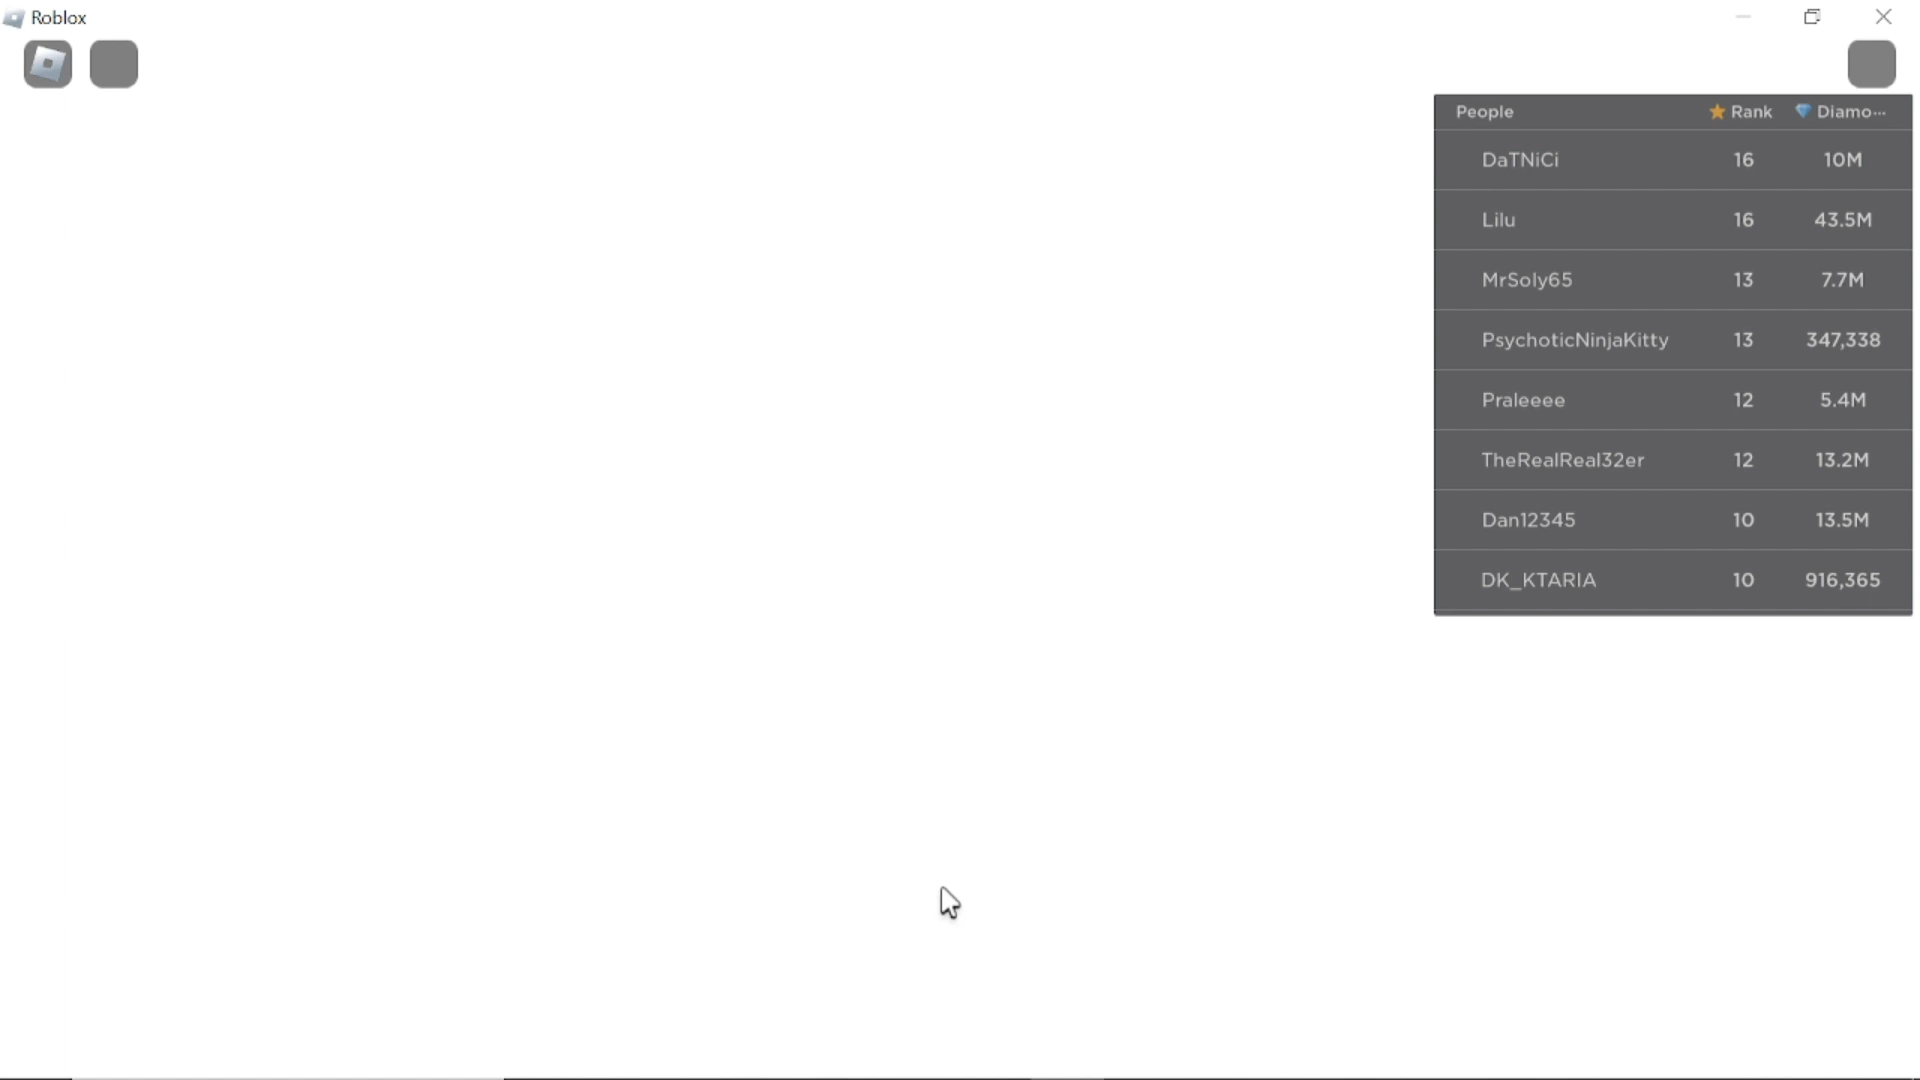 Roblox
People Rank Diamo...
DaTNiCi 16 10M
Lilu 16 43.5M
MrSoly65 13 7.7M
PsychoticNinjaKitty 13 347,338
Praleeee 12 5.4M
TheRealReal32er 12 13.2M
Dan12345 10 13.5M
DK_KTARIA 10 916,365